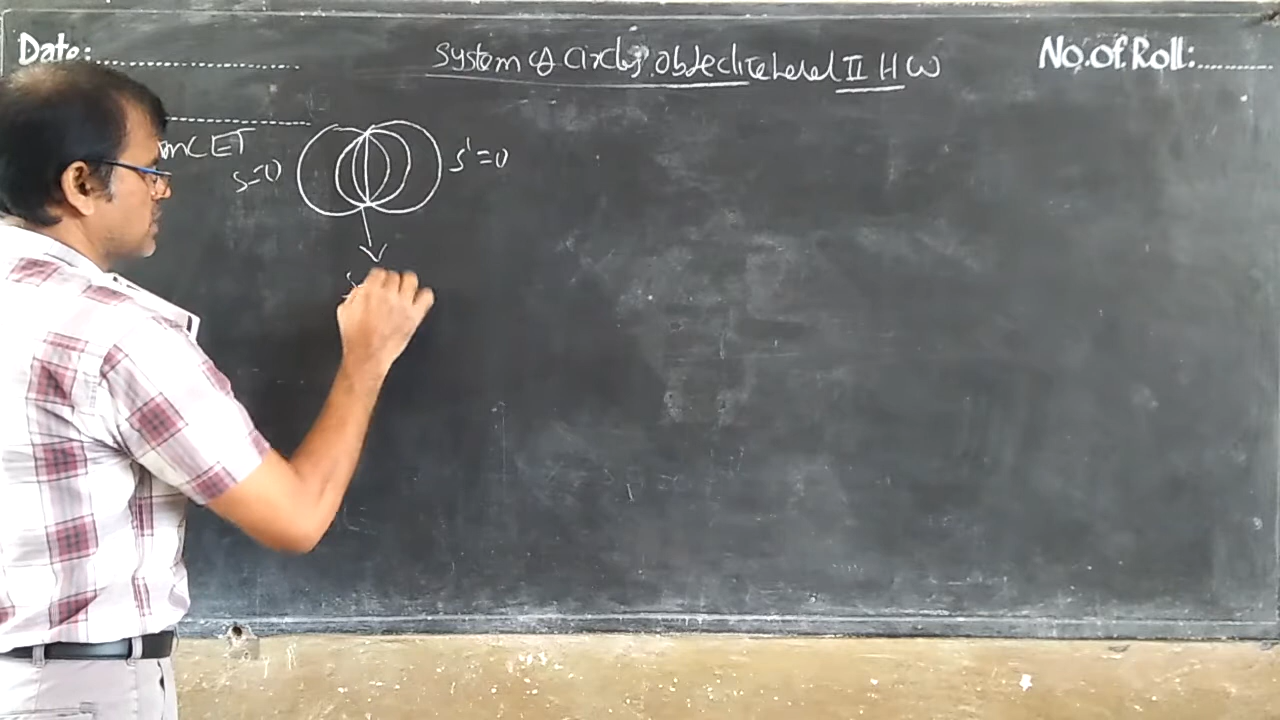 Date:
System of Circles objective Level II HW
No.of.Roll:
mCET
S=0
S'=0
S